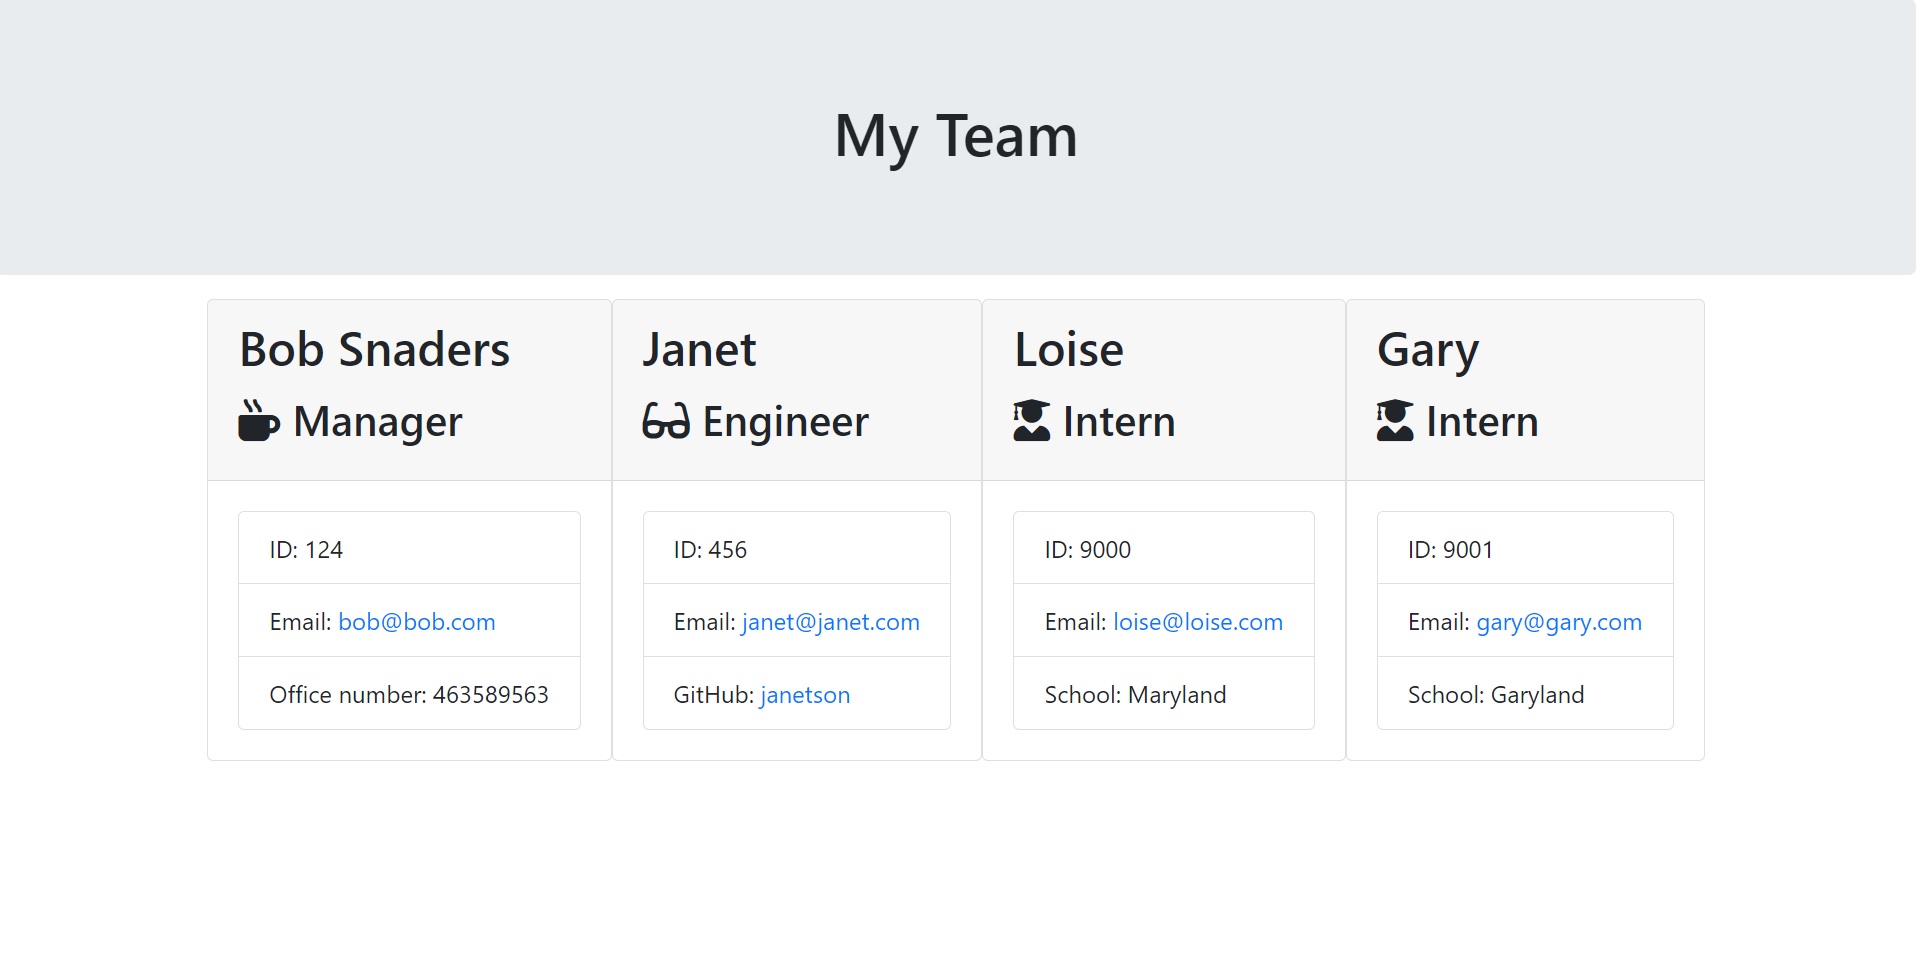 My Team
Bob Snaders
Manager
ID: 124
Email: bob@bob.com
Office number: 463589563
Janet
Engineer
ID: 456
Email: janet@janet.com
GitHub: janetson
Loise
Intern
ID: 9000
Email: loise@loise.com
School: Maryland
Gary
Intern
ID: 9001
Email: gary@gary.com
School: Garyland